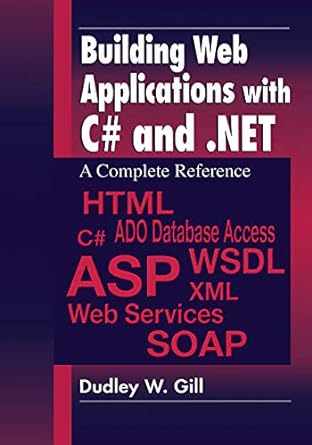 Building Web
Applications with
C# and .NET
A Complete Reference
HTML
C# ADO Database Access
ASP WSDL
XML
Web Services
SOAP
Dudley W. Gill